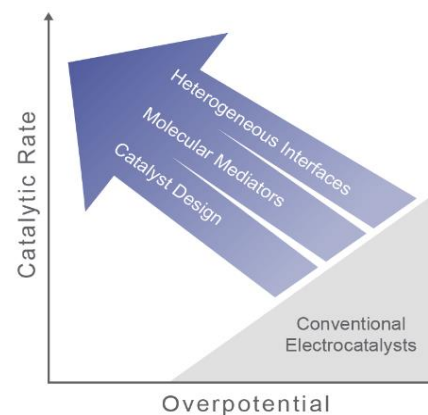 Catalytic Rate
Heterogeneous Interfaces
Molecular Mediators
Catalyst Design
Conventional
Electrocatalysts
Overpotential